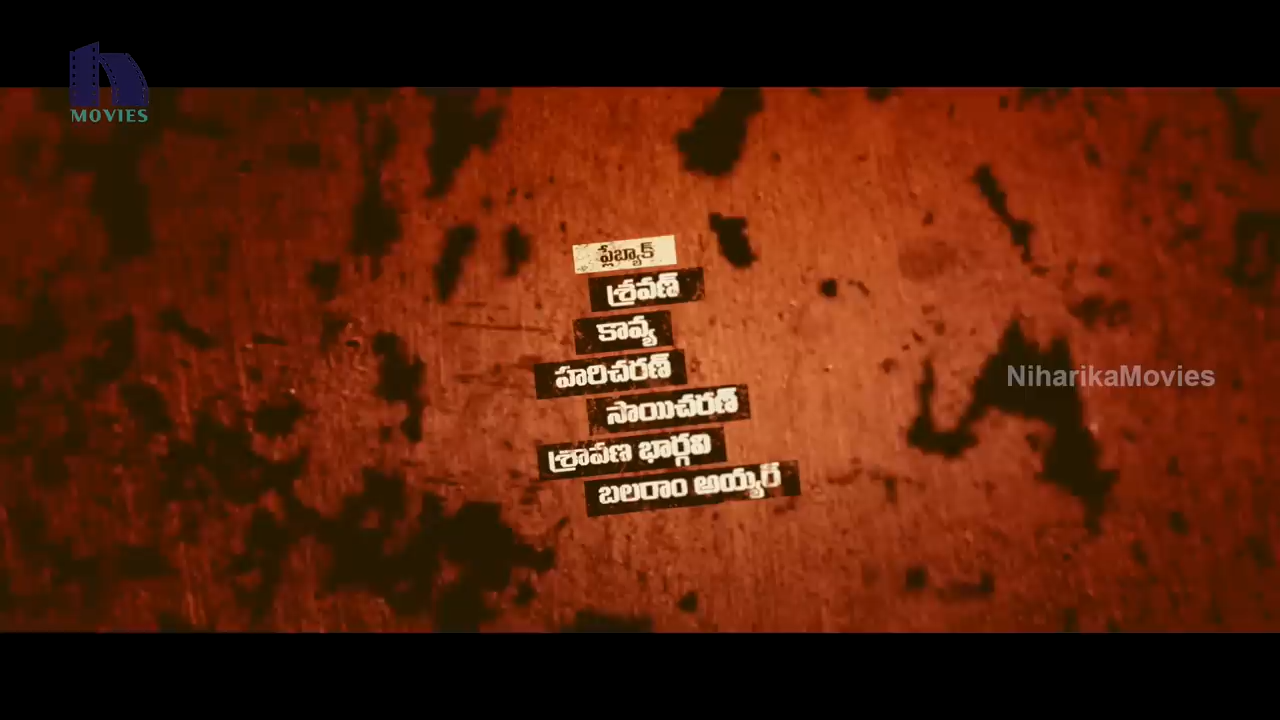 MOVIES
ప్లేబ్యాక్
శ్రవణ్
కావ్య
హరిచరణ్
NiharikaMovies
సాయిచరణ్
శ్రావణ భార్గవి
బలరాం అయ్యర్